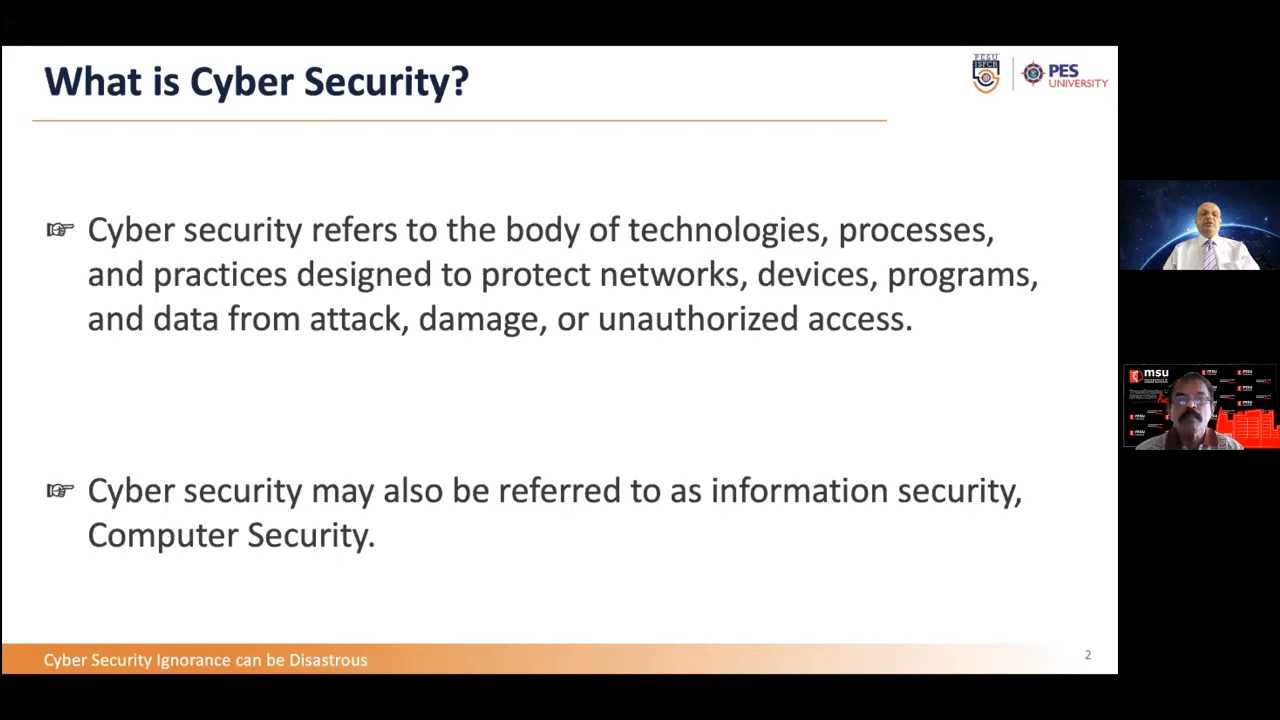 What is Cyber Security?
PESU
ISFCR
PES
UNIVERSITY
☞ Cyber security refers to the body of technologies, processes,
and practices designed to protect networks, devices, programs,
and data from attack, damage, or unauthorized access.
☞ Cyber security may also be referred to as information security,
Computer Security.
Cyber Security Ignorance can be Disastrous
2
msu